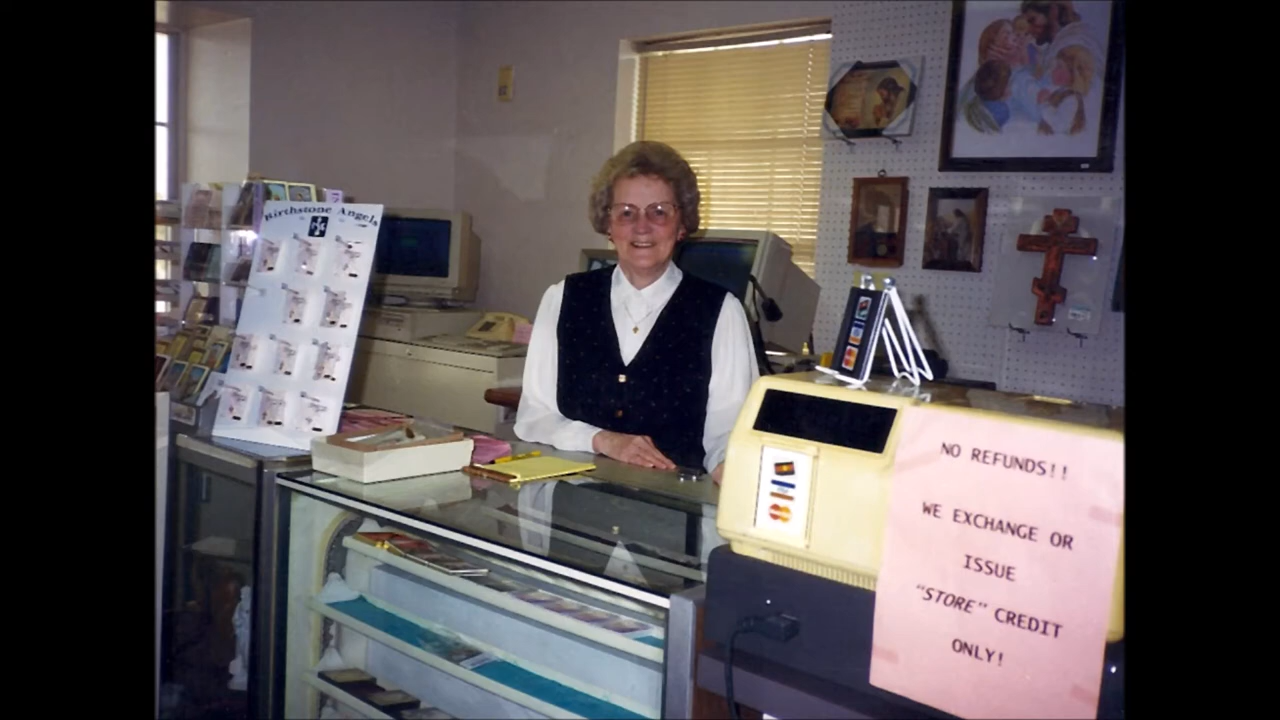 Birthstone Angels
NO REFUNDS!!
WE EXCHANGE OR
ISSUE
"STORE" CREDIT
ONLY!